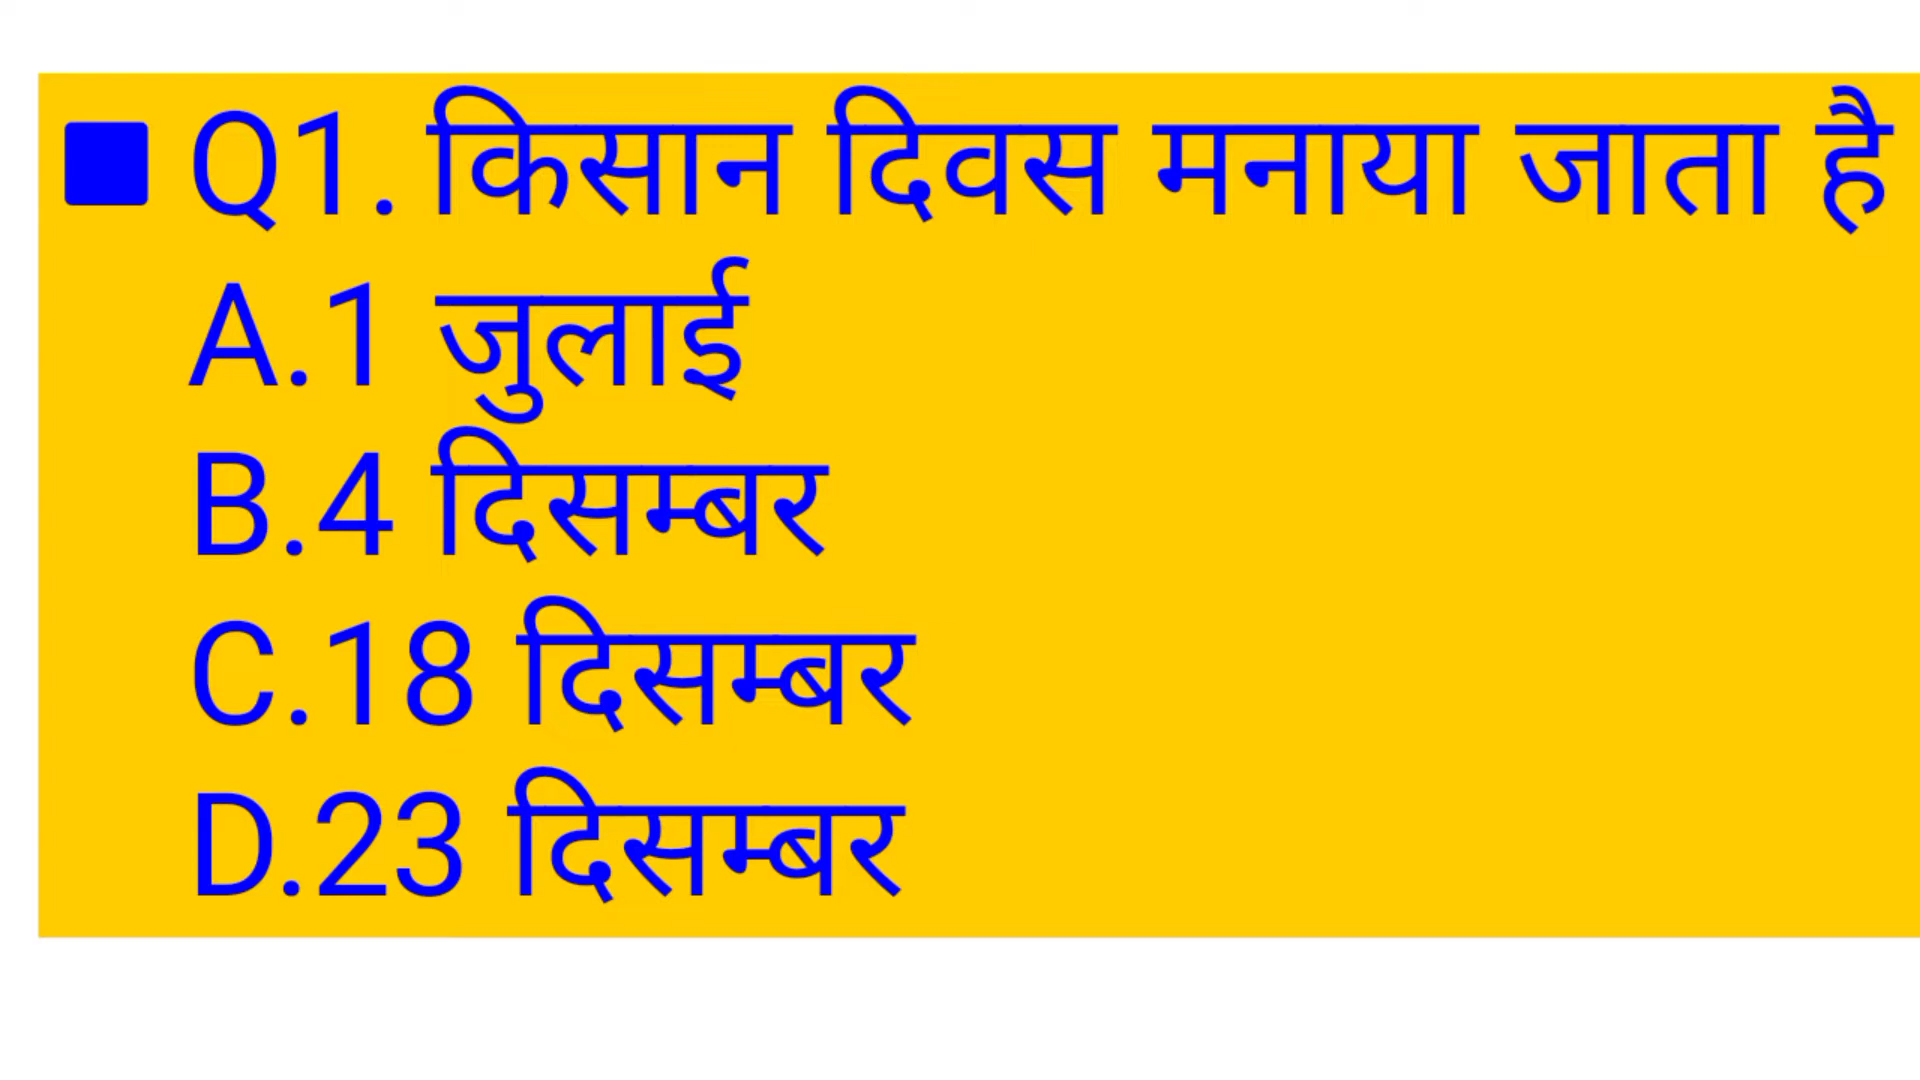 Q1. किसान दिवस मनाया जाता है
A.1 जुलाई
B.4 दिसम्बर
C.18 दिसम्बर
D.23 दिसम्बर